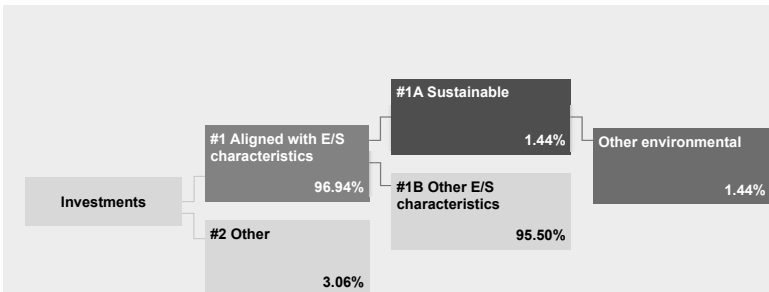 Investments
#1 Aligned with E/S
characteristics
96.94%
#2 Other
3.06%
#1A Sustainable
1.44%
#1B Other E/S
characteristics
95.50%
Other environmental
1.44%